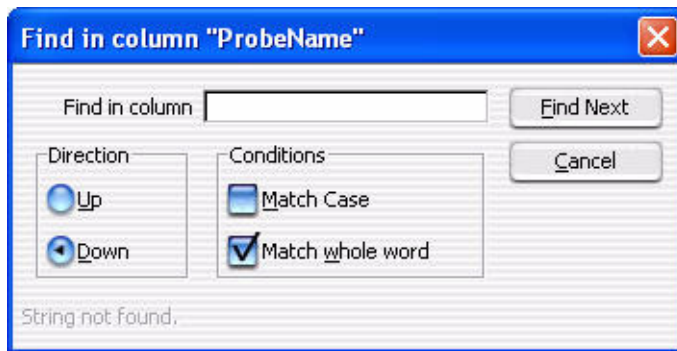 Find in column "ProbeName"
Find in column
Find Next
Direction
Conditions
Cancel
Up
Match Case
Down
Match whole word
String not found.